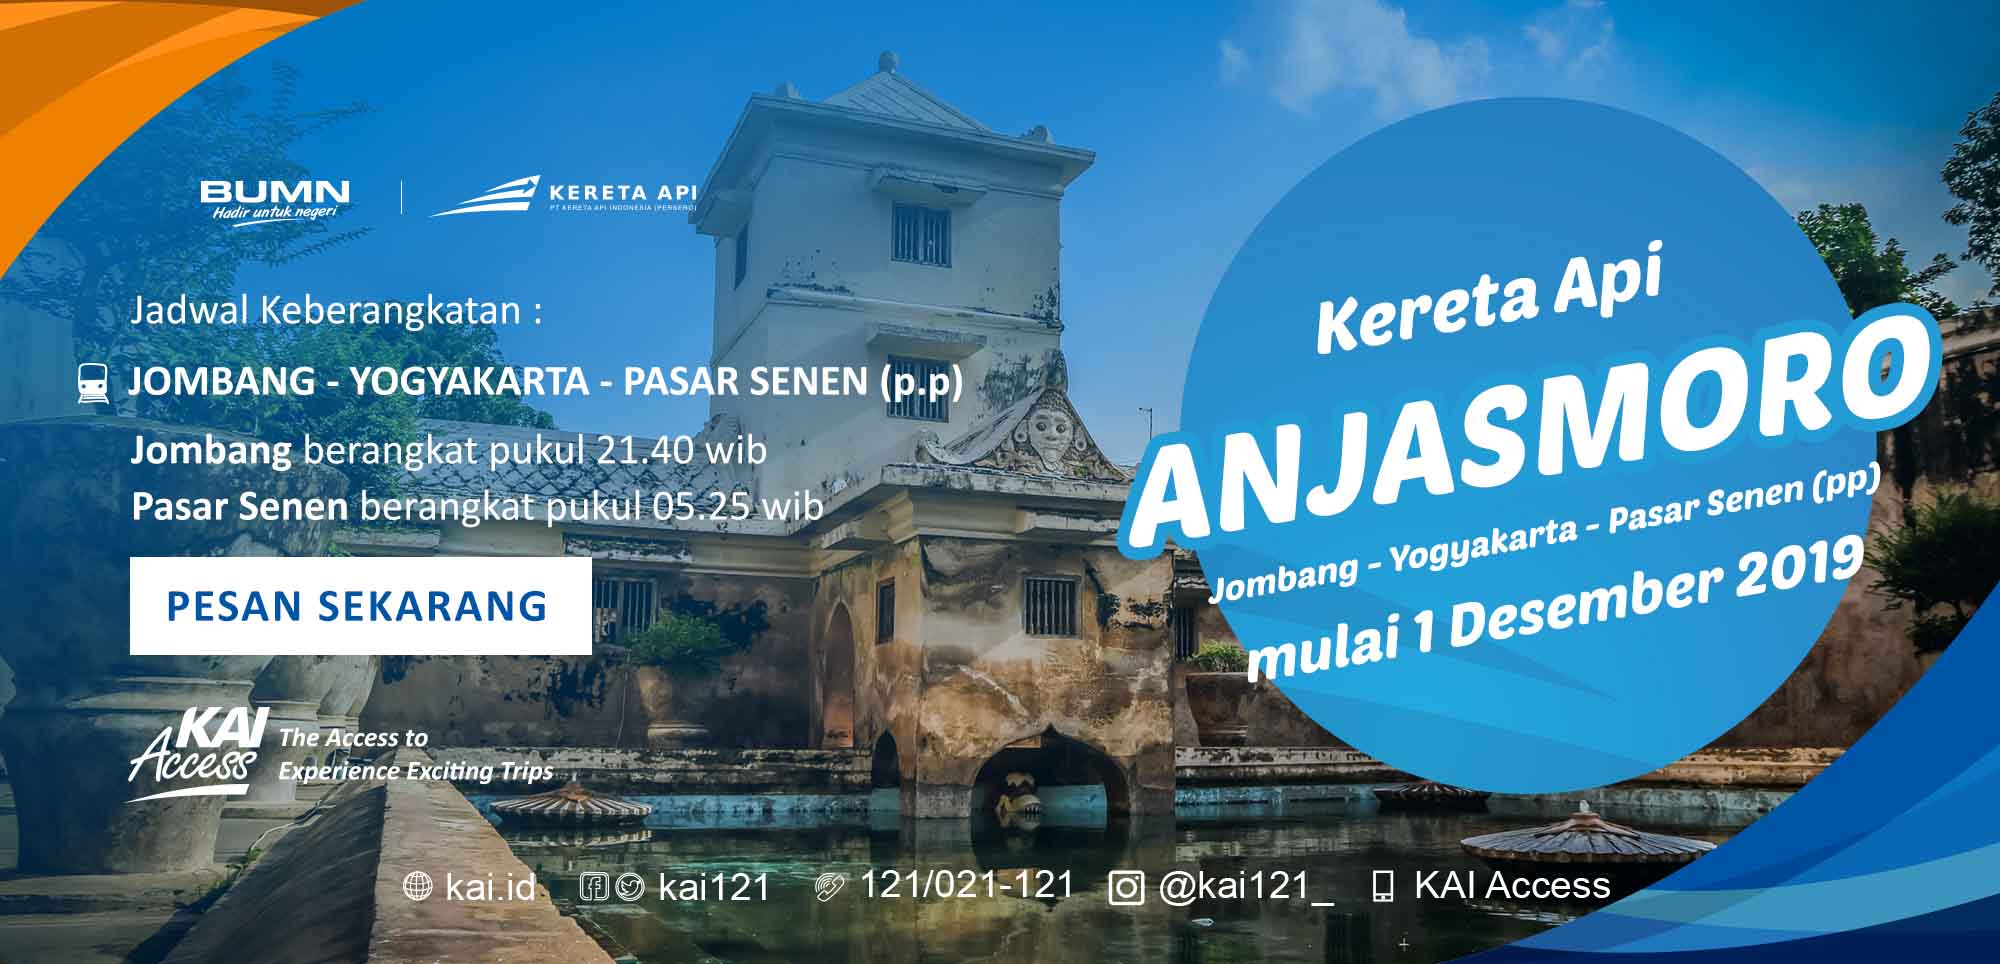 BUMN
Hadir untuk negeri
KERETA API
PT KERETA API INDONESIA (PERSERO)
Jadwal Keberangkatan :
JOMBANG - YOGYAKARTA - PASAR SENEN (p.p)
Jombang berangkat pukul 21.40 wib
Pasar Senen berangkat pukul 05.25 wib
PESAN SEKARANG
KAI
Access
The Access to
Experience Exciting Trips
Kereta Api
ANJASMORO
Jombang - Yogyakarta - Pasar Senen (pp)
mulai 1 Desember 2019
kai.id kai121 121/021-121 @kai121_ KAI Access